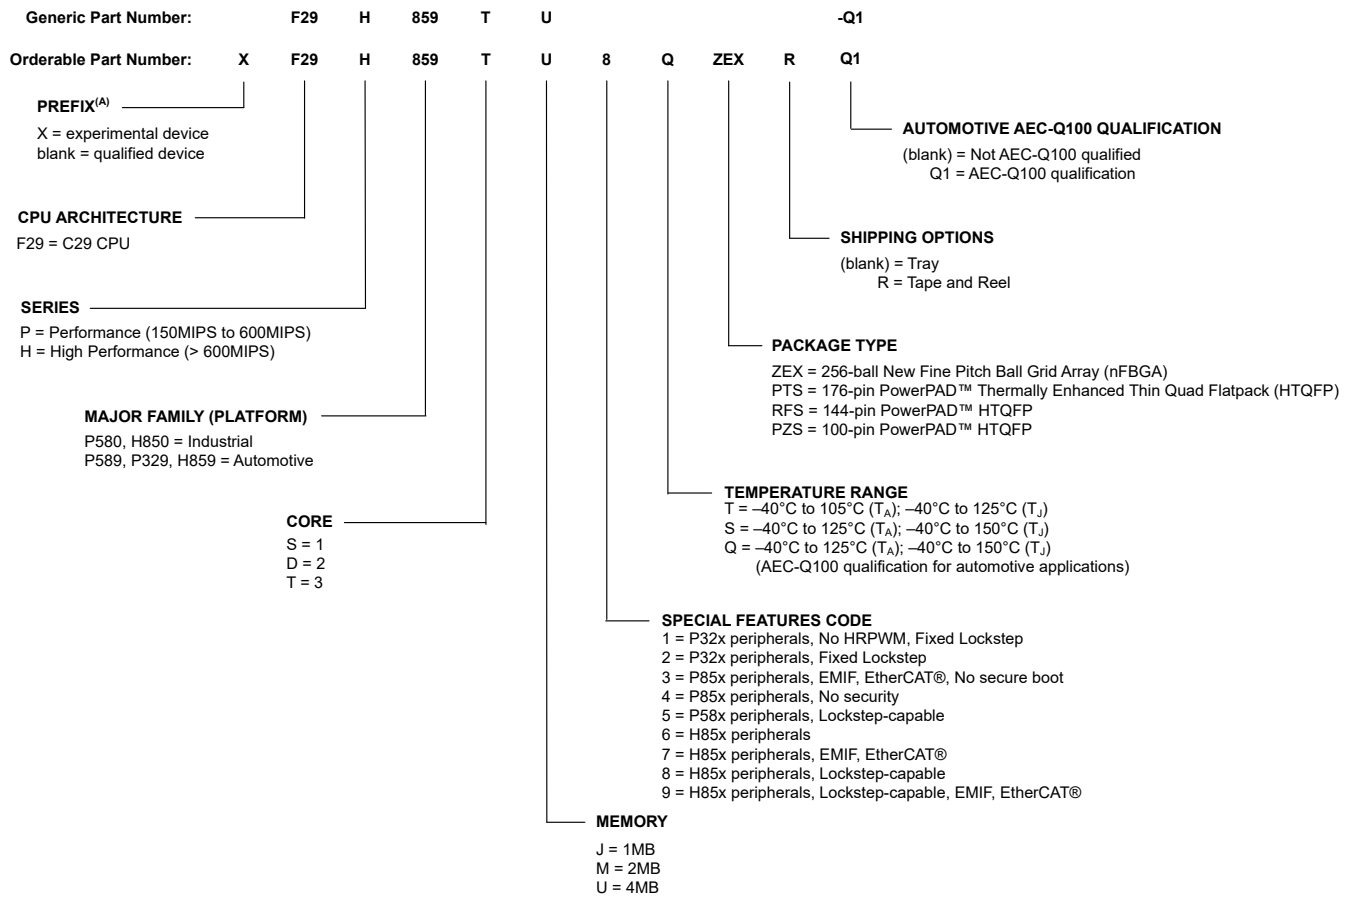 Generic Part Number: F29 H 859 T U -Q1
Orderable Part Number: X F29 H 859 T U 8 Q ZEX R Q1
PREFIX(A)
X = experimental device
blank = qualified device
AUTOMOTIVE AEC-Q100 QUALIFICATION
(blank) = Not AEC-Q100 qualified
Q1 = AEC-Q100 qualification
CPU ARCHITECTURE
F29 = C29 CPU
SHIPPING OPTIONS
(blank) = Tray
R = Tape and Reel
SERIES
P = Performance (150MIPS to 600MIPS)
H = High Performance (> 600MIPS)
PACKAGE TYPE
ZEX = 256-ball New Fine Pitch Ball Grid Array (nFBGA)
PTS = 176-pin PowerPAD™ Thermally Enhanced Thin Quad Flatpack (HTQFP)
RFS = 144-pin PowerPAD™ HTQFP
PZS = 100-pin PowerPAD™ HTQFP
MAJOR FAMILY (PLATFORM)
P580, H850 = Industrial
P589, P329, H859 = Automotive
TEMPERATURE RANGE
T = –40°C to 105°C (TA); –40°C to 125°C (TJ)
S = –40°C to 125°C (TA); –40°C to 150°C (TJ)
Q = –40°C to 125°C (TA); –40°C to 150°C (TJ)
(AEC-Q100 qualification for automotive applications)
CORE
S = 1
D = 2
T = 3
SPECIAL FEATURES CODE
1 = P32x peripherals, No HRPWM, Fixed Lockstep
2 = P32x peripherals, Fixed Lockstep
3 = P85x peripherals, EMIF, EtherCAT®, No secure boot
4 = P85x peripherals, No security
5 = P58x peripherals, Lockstep-capable
6 = H85x peripherals
7 = H85x peripherals, EMIF, EtherCAT®
8 = H85x peripherals, Lockstep-capable
9 = H85x peripherals, Lockstep-capable, EMIF, EtherCAT®
MEMORY
J = 1MB
M = 2MB
U = 4MB